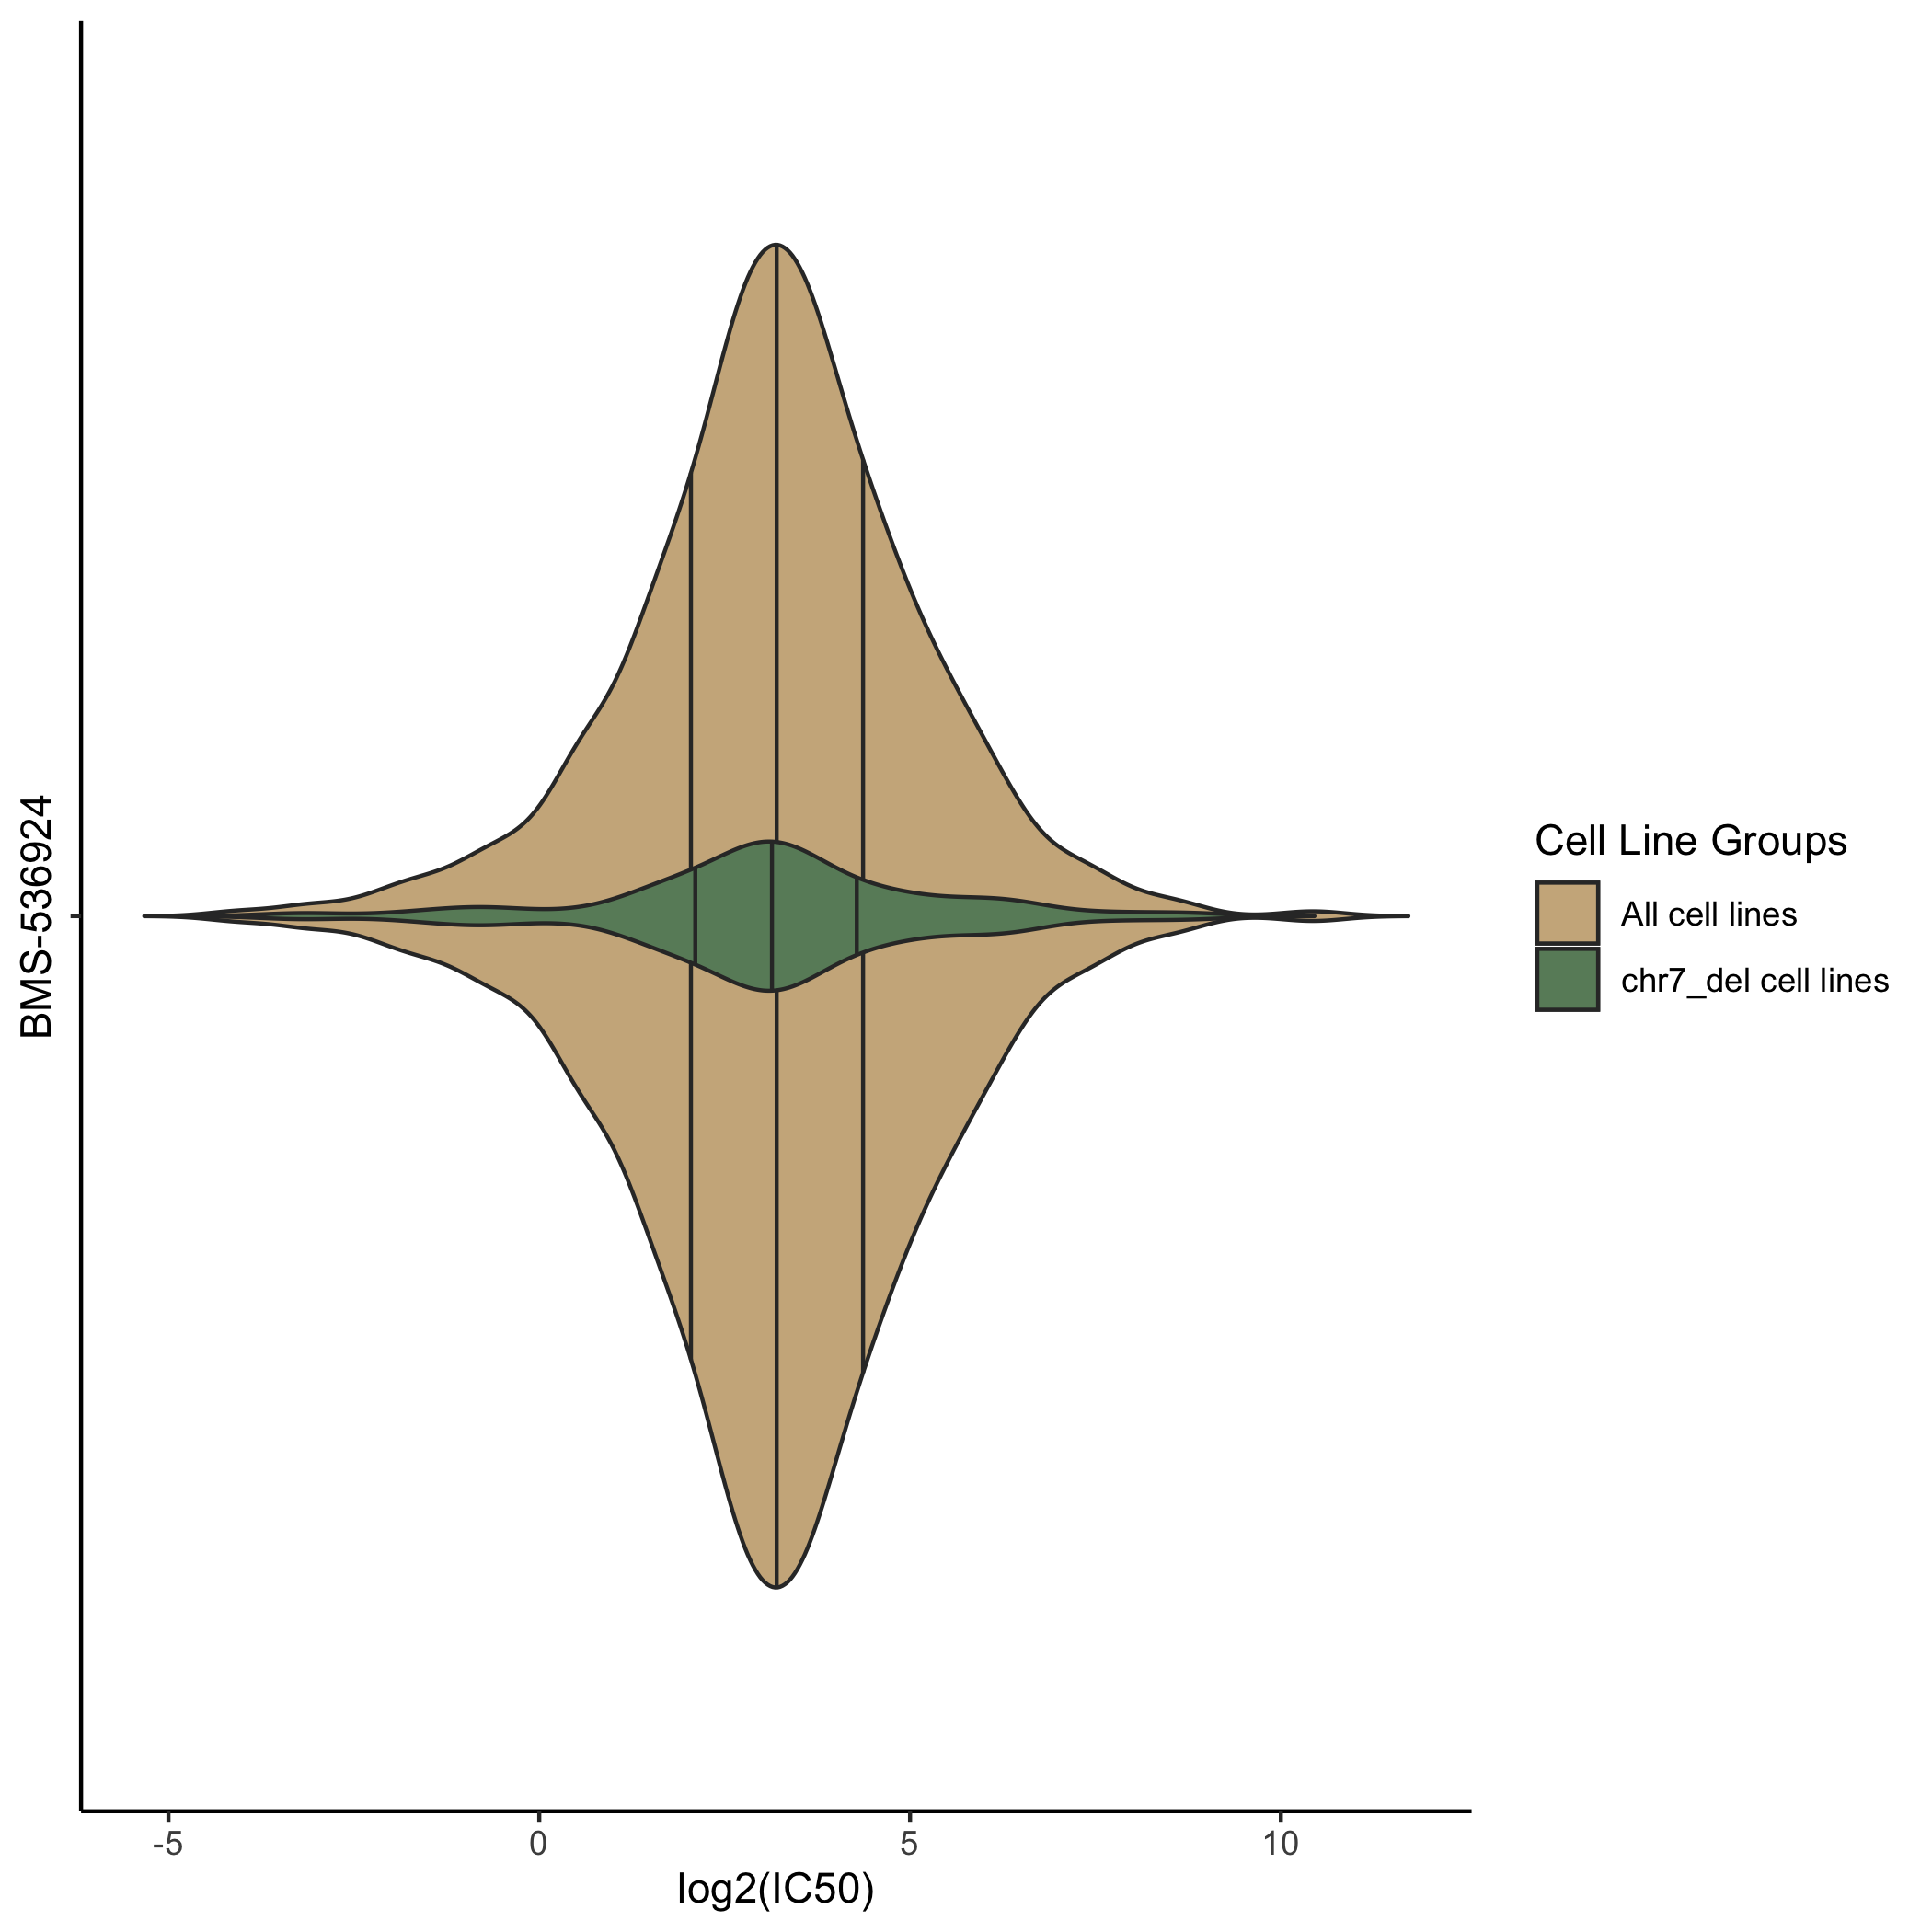 BMS-536924
-5
0
5
10
log2(IC50)
Cell Line Groups
All cell lines
chr7_del cell lines